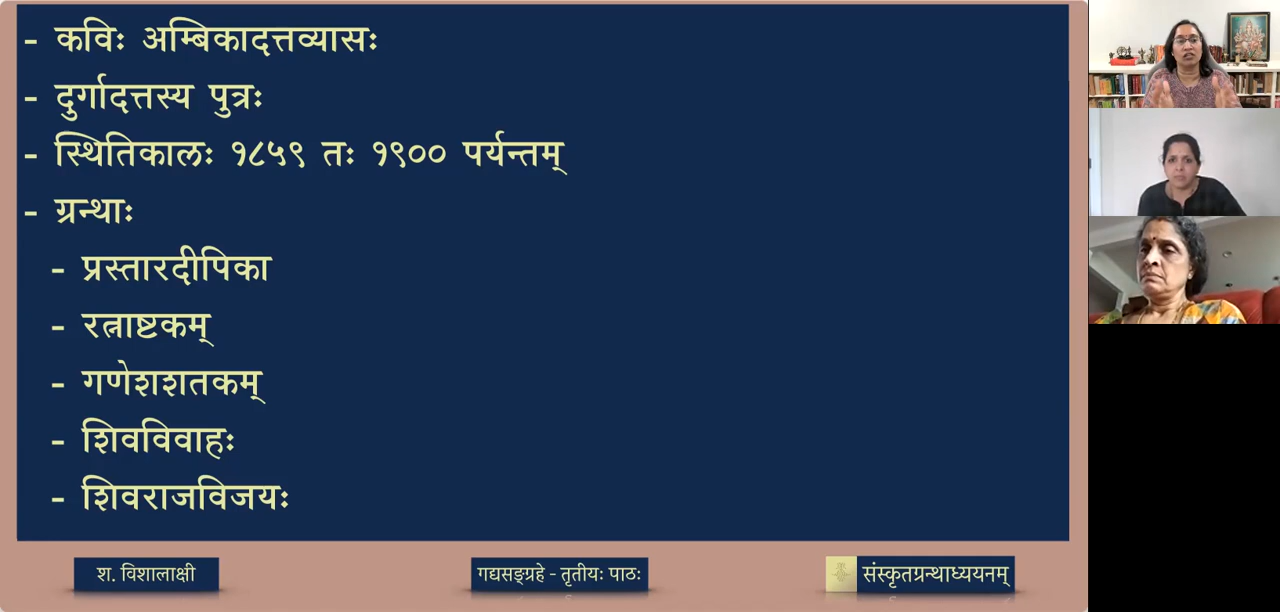 - कविः अम्बिकादत्तव्यासः
- दुर्गादत्तस्य पुत्रः
- स्थितिकालः १८५९ तः १९०० पर्यन्तम्
- ग्रन्थाः
- प्रस्तारदीपिका
- रत्नाष्टकम्
- गणेशशतकम्
- शिवविवाहः
- शिवराजविजयः
श. विशालाक्षी
गद्यसङ्ग्रहे - तृतीयः पाठः
संस्कृतग्रन्थाध्ययनम्